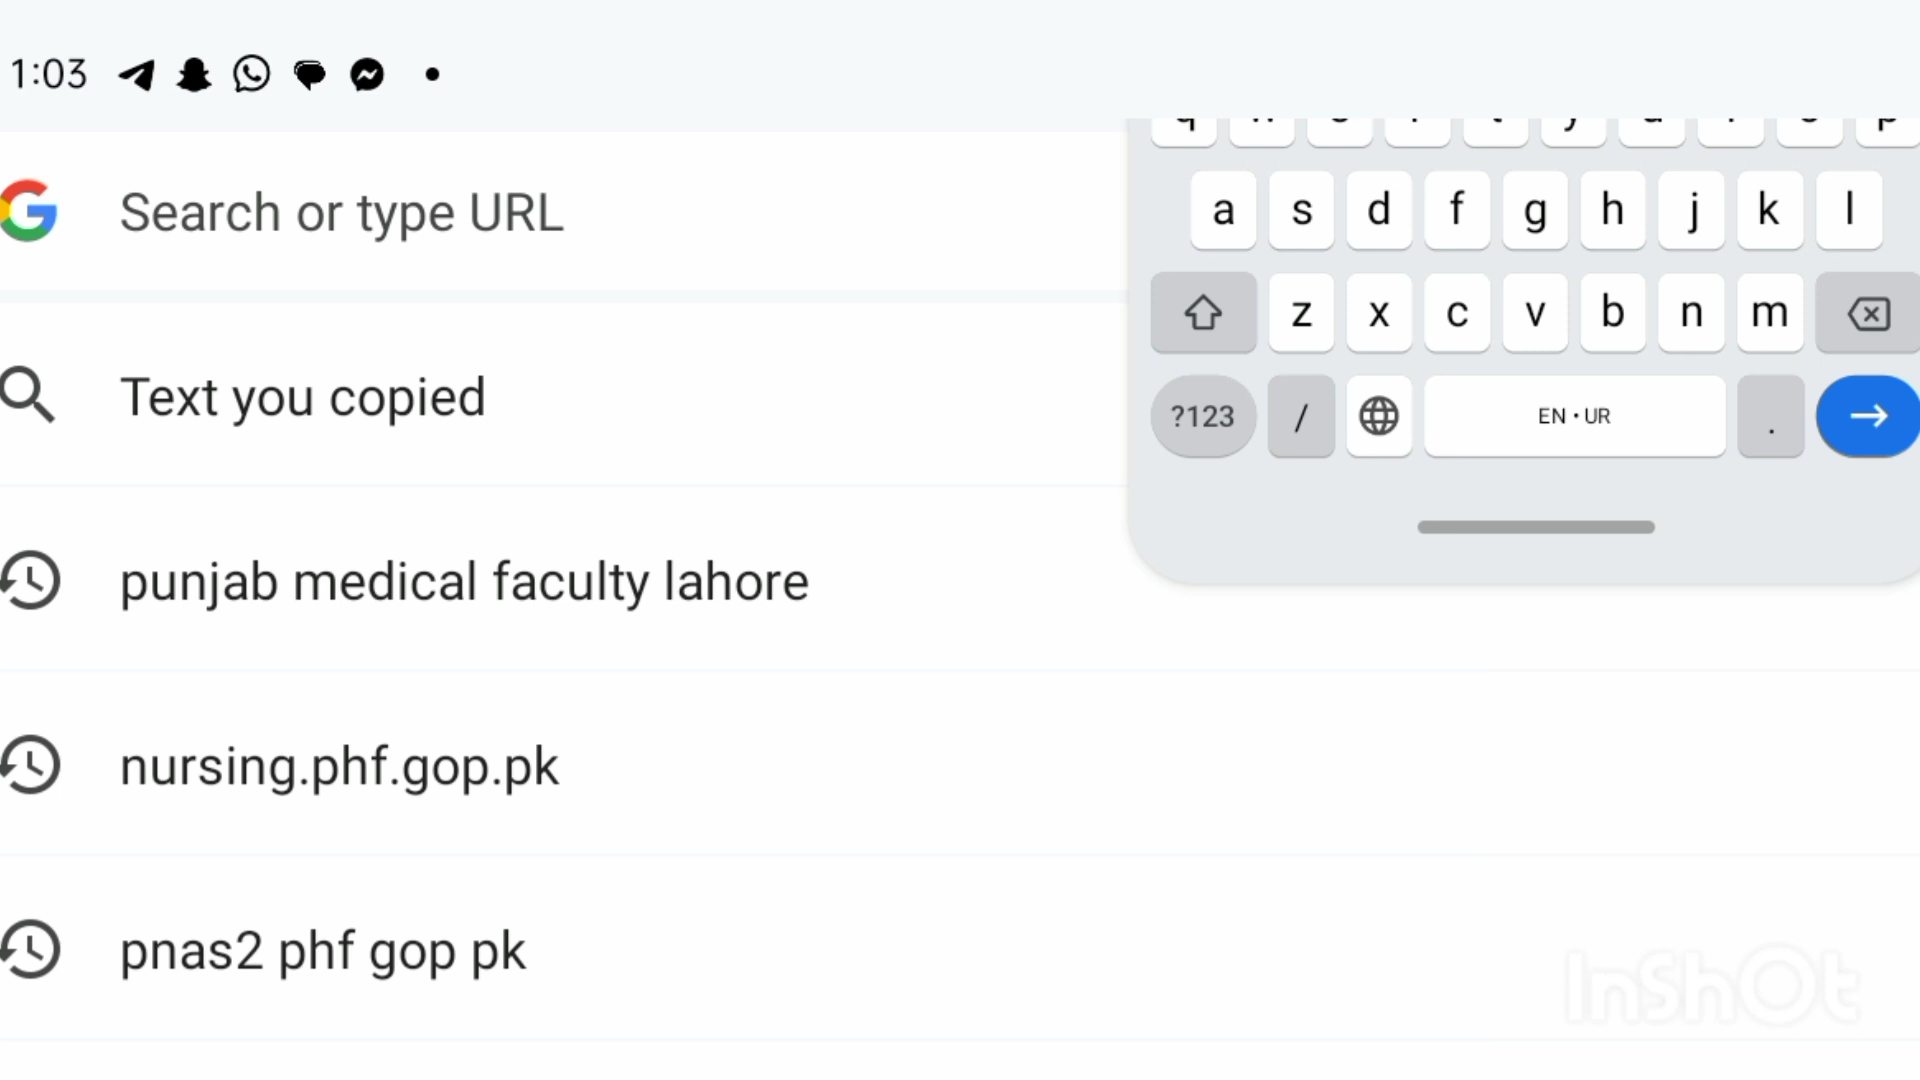 1:03
Search or type URL
Text you copied
punjab medical faculty lahore
nursing.phf.gop.pk
pnas2 phf gop pk
q w e r t y u i o p
a s d f g h j k l
z x c v b n m
?123 / EN • UR .
InShOt